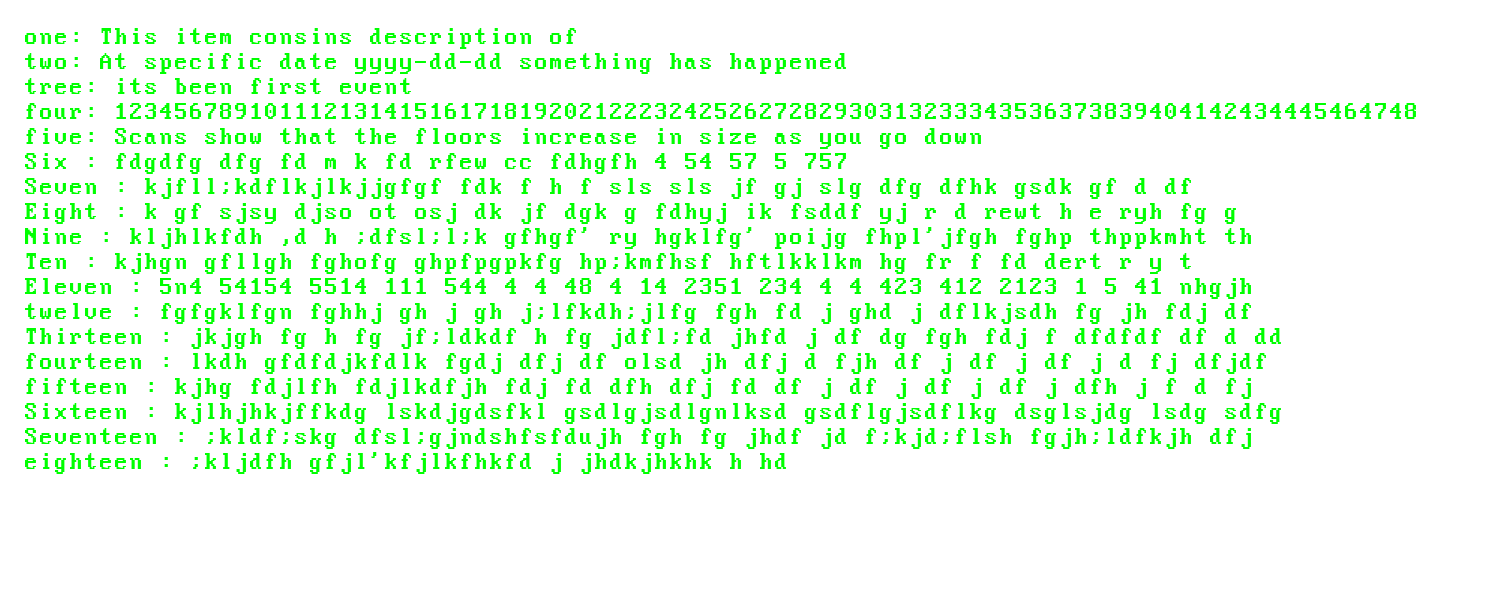 one: This item consins description of
two: At specific date yyyy-dd-dd something has happened
tree: its been first event
four: 123456789101112131415161718192021222324252627282930313233343536373839404142434445464748
five: Scans show that the floors increase in size as you go down
Six : fdgdfg dfg fd m k fd rfew cc fdhgfh 4 54 57 5 757
Seven : kjfll;kdflkjlkjjgfgf fdk f h f sls sls jf gj slg dfg dfhk gsdk gf d df
Eight : k gf sjsy djso ot osj dk jf dgk g fdhyj ik fsddf yj r d rewt h e ryh fg g
Nine : kljhlkfdh ,d h ;dfsl;l;k gfhgf' ry hgklfg' poijg fhpl'jfgh fghp thppkmht th
Ten : kjhgn gfllgh fghofg ghpfpgpkfg hp;kmfhsf hftlkklkm hg fr f fd dert r y t
Eleven : 5n4 54154 5514 111 544 4 4 48 4 14 2351 234 4 4 423 412 2123 1 5 41 nhgjh
twelve : fgfgklfgn fghhj gh j gh j;lfkdh;jlfg fgh fd j ghd j dflkjsdh fg jh fdj df
Thirteen : jkjgh fg h fg jf;ldkdf h fg jdfl;fd jhfd j df dg fgh fdj f dfdfdf df d dd
fourteen : lkdh gfdfdjkfdlk fgdj dfj df olsd jh dfj d fjh df j df j df j d fj dfjdf
fifteen : kjhg fdjlfh fdjlkdfjh fdj fd dfh dfj fd df j df j df j df j dfh j f d fj
Sixteen : kjlhjhkjffkdg lskdjgdsfkl gsdlgjsdlgnlksd gsdflgjsdflkg dsglsjdg lsdg sdfg
Seventeen : ;kldf;skg dfsl;gjndshfsfdujh fgh fg jhdf jd f;kjd;flsh fgjh;ldfkjh dfj
eighteen : ;kljdfh gfjl'kfjlkfhkfd j jhdkjhkhk h hd